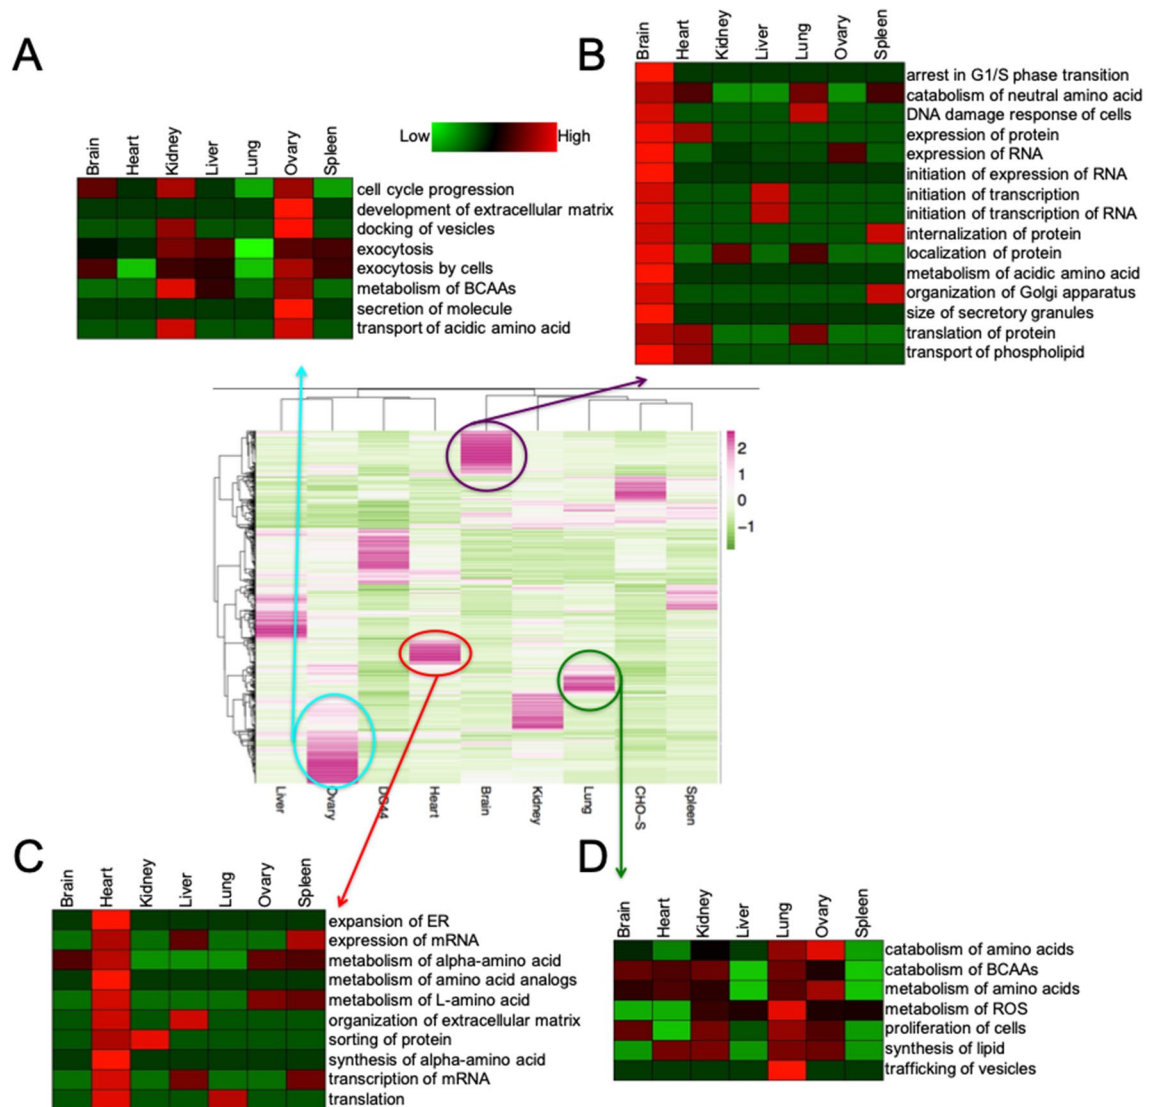 A
Brain
Heart
Kidney
Liver
Lung
Ovary
Spleen
Low
High
cell cycle progression
development of extracellular matrix
docking of vesicles
exocytosis
exocytosis by cells
metabolism of BCAAs
secretion of molecule
transport of acidic amino acid
B
Brain
Heart
Kidney
Liver
Lung
Ovary
Spleen
arrest in G1/S phase transition
catabolism of neutral amino acid
DNA damage response of cells
expression of protein
expression of RNA
initiation of expression of RNA
initiation of transcription
initiation of transcription of RNA
internalization of protein
localization of protein
metabolism of acidic amino acid
organization of Golgi apparatus
size of secretory granules
translation of protein
transport of phospholipid
2
1
0
−1
Liver
Ovary
DG44
Heart
Brain
Kidney
Lung
CHO−S
Spleen
C
Brain
Heart
Kidney
Liver
Lung
Ovary
Spleen
expansion of ER
expression of mRNA
metabolism of alpha-amino acid
metabolism of amino acid analogs
metabolism of L-amino acid
organization of extracellular matrix
sorting of protein
synthesis of alpha-amino acid
transcription of mRNA
translation
D
Brain
Heart
Kidney
Liver
Lung
Ovary
Spleen
catabolism of amino acids
catabolism of BCAAs
metabolism of amino acids
metabolism of ROS
proliferation of cells
synthesis of lipid
trafficking of vesicles